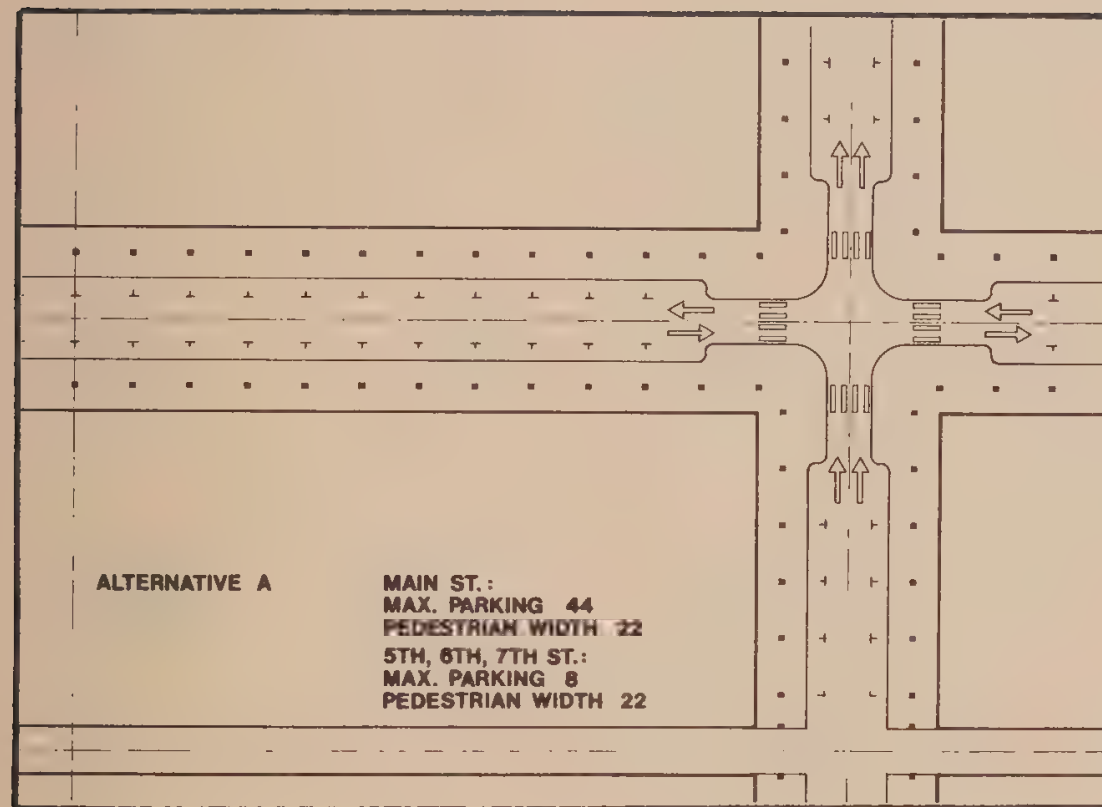 ALTERNATIVE A
MAIN ST.:
MAX. PARKING 44
PEDESTRIAN WIDTH 22
5TH, 6TH, 7TH ST.:
MAX. PARKING 8
PEDESTRIAN WIDTH 22